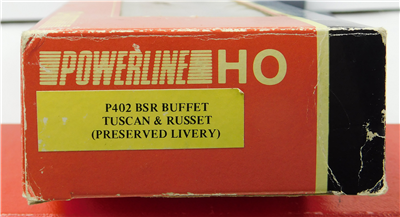 POWERLINE HO
P402 BSR BUFFET
TUSCAN & RUSSET
(PRESERVED LIVERY)